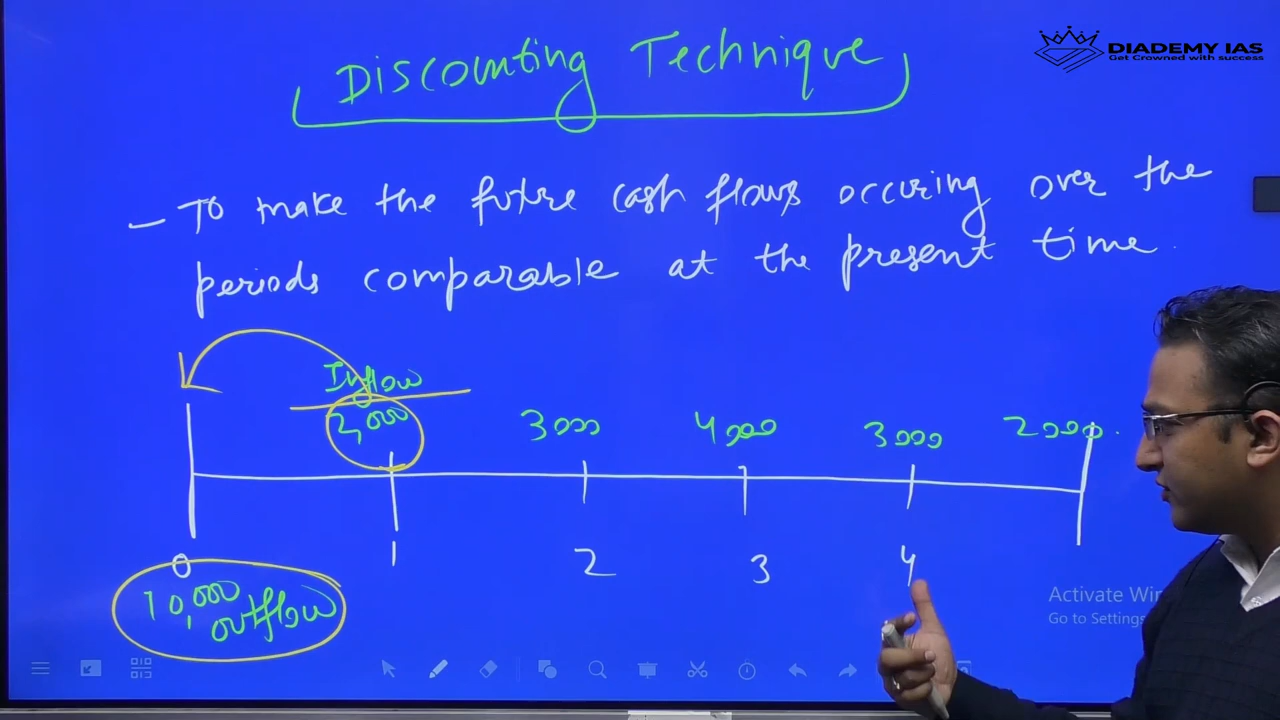 DIADEMY IAS
Get Crowned with success
Discounting Technique
- To make the future cash flows occuring over the
periods comparable at the present time.
Inflow
2,000 3000 4000 3000 2000.
0 1 2 3 4
10,000
outflow
Activate Win
Go to Settings